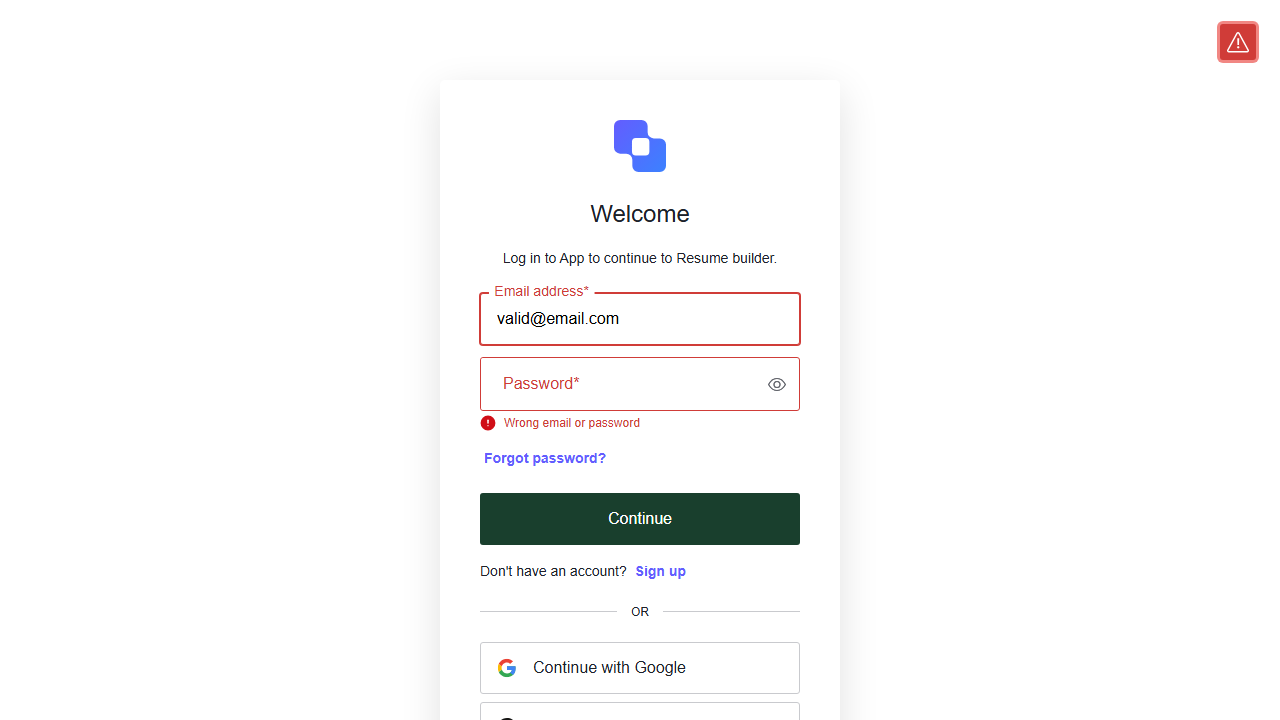 Welcome
Log in to App to continue to Resume builder.
Email address*
valid@email.com
Password*
Wrong email or password
Forgot password?
Continue
Don't have an account? Sign up
OR
Continue with Google